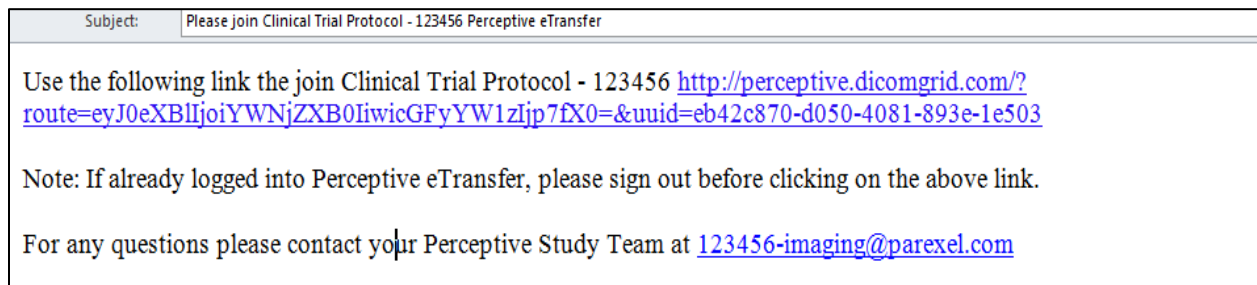 Subject: Please join Clinical Trial Protocol - 123456 Perceptive eTransfer
Use the following link the join Clinical Trial Protocol - 123456 http://perceptive.dicomgrid.com/?
route=eyJ0eXBlIjoiYWNjZXB0IiwicGFyYW1zIjp7fX0=&uuid=eb42c870-d050-4081-893e-1e503
Note: If already logged into Perceptive eTransfer, please sign out before clicking on the above link.
For any questions please contact your Perceptive Study Team at 123456-imaging@parexel.com